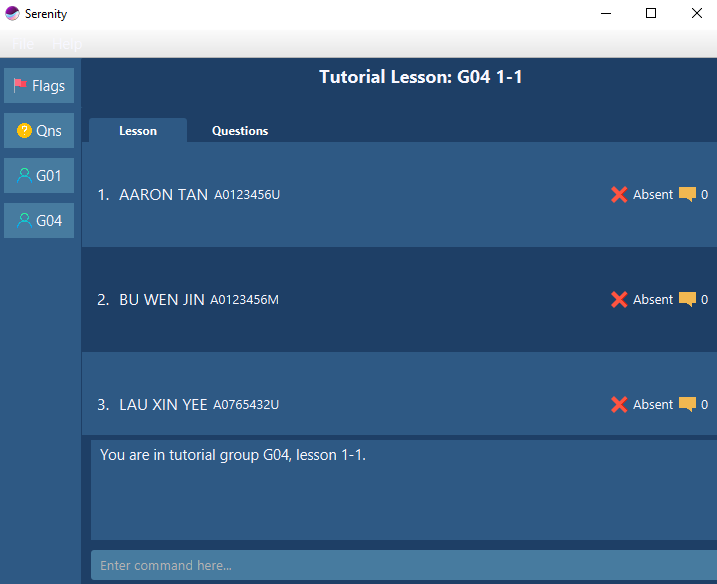 Serenity
File Help
Tutorial Lesson: G04 1-1
Flags
Qns
G01
G04
Lesson Questions
1. AARON TAN A0123456U Absent 0
2. BU WEN JIN A0123456M Absent 0
3. LAU XIN YEE A0765432U Absent 0
You are in tutorial group G04, lesson 1-1.
Enter command here...